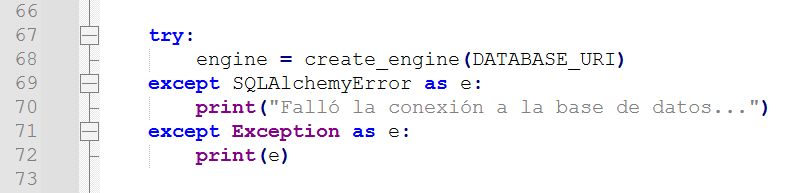 66
67 try:
68 engine = create_engine(DATABASE_URI)
69 except SQLAlchemyError as e:
70 print("Falló la conexión a la base de datos...")
71 except Exception as e:
72 print(e)
73